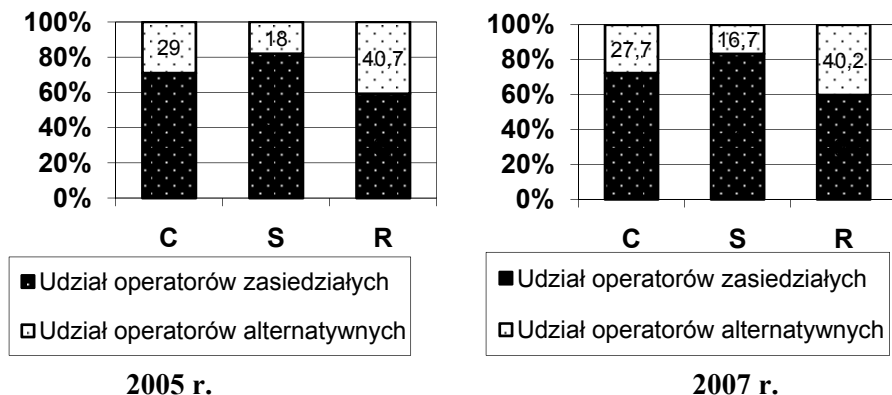 100%
80%
60%
40%
20%
0%
29
18
40,7
C S R
Udział operatorów zasiedziałych
Udział operatorów alternatywnych
2005 r.
100%
80%
60%
40%
20%
0%
27,7
16,7
40,2
C S R
Udział operatorów zasiedziałych
Udział operatorów alternatywnych
2007 r.